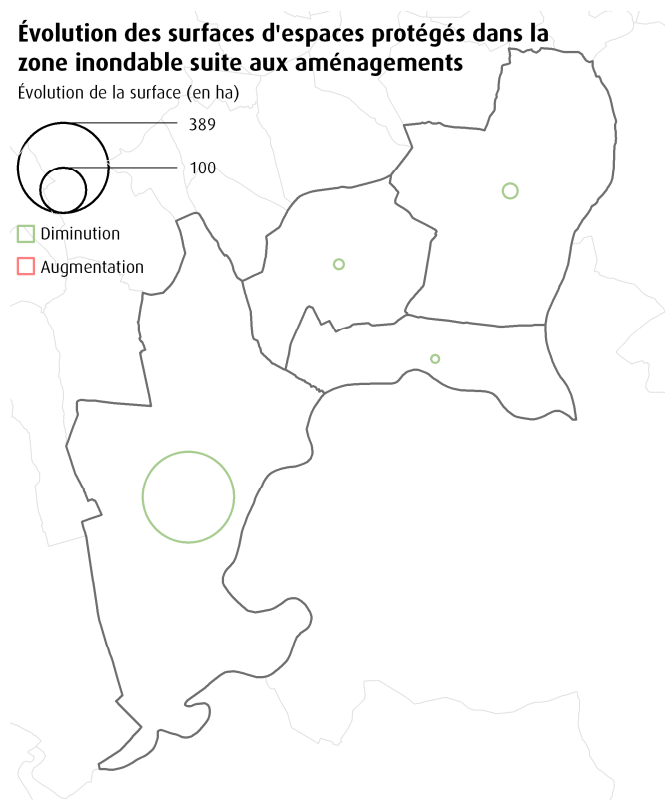 Évolution des surfaces d'espaces protégés dans la
zone inondable suite aux aménagements
Évolution de la surface (en ha)
389
100
Diminution
Augmentation